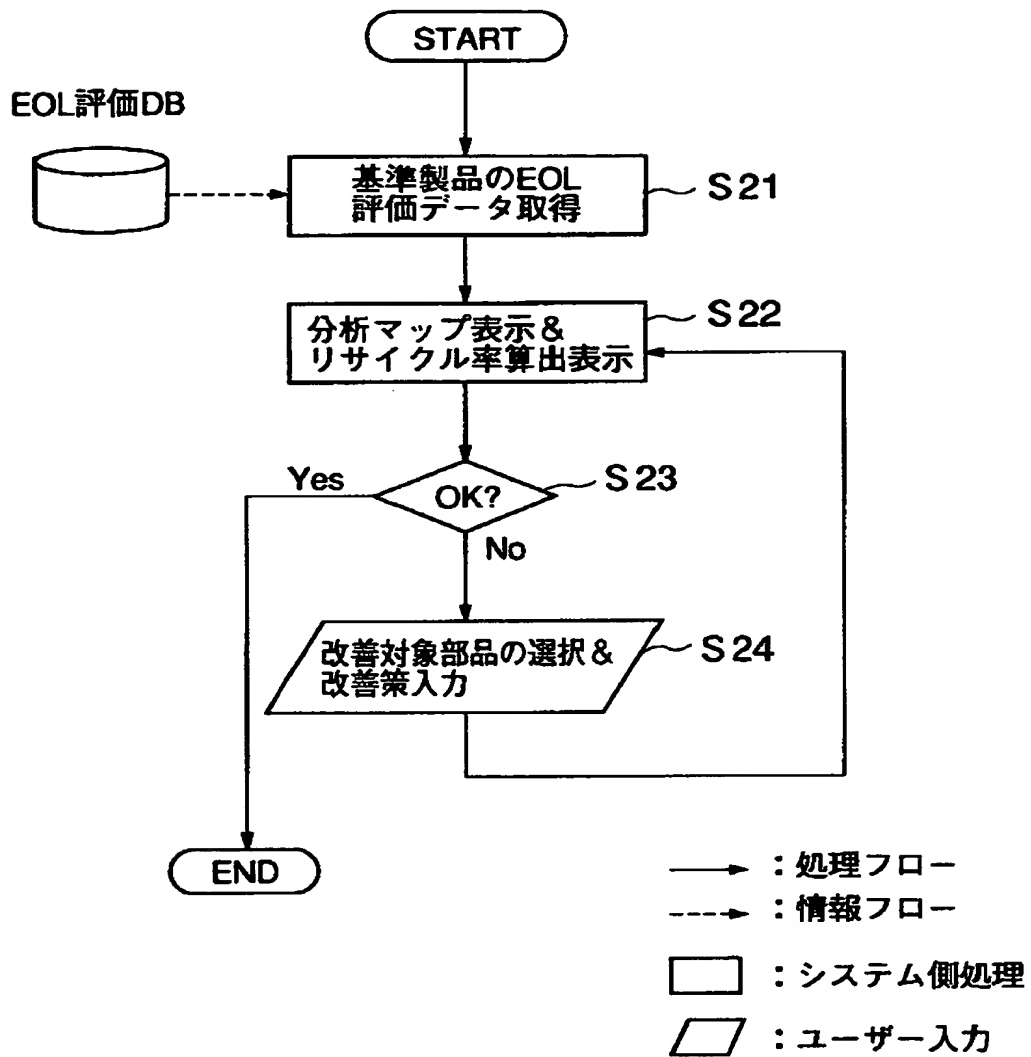 START
EOL評価DB
基準製品のEOL
評価データ取得
S21
分析マップ表示&
リサイクル率算出表示
S22
Yes
OK?
S23
No
改善対象部品の選択&
改善策入力
S24
END
:処理フロー
:情報フロー
:システム側処理
:ユーザー入力